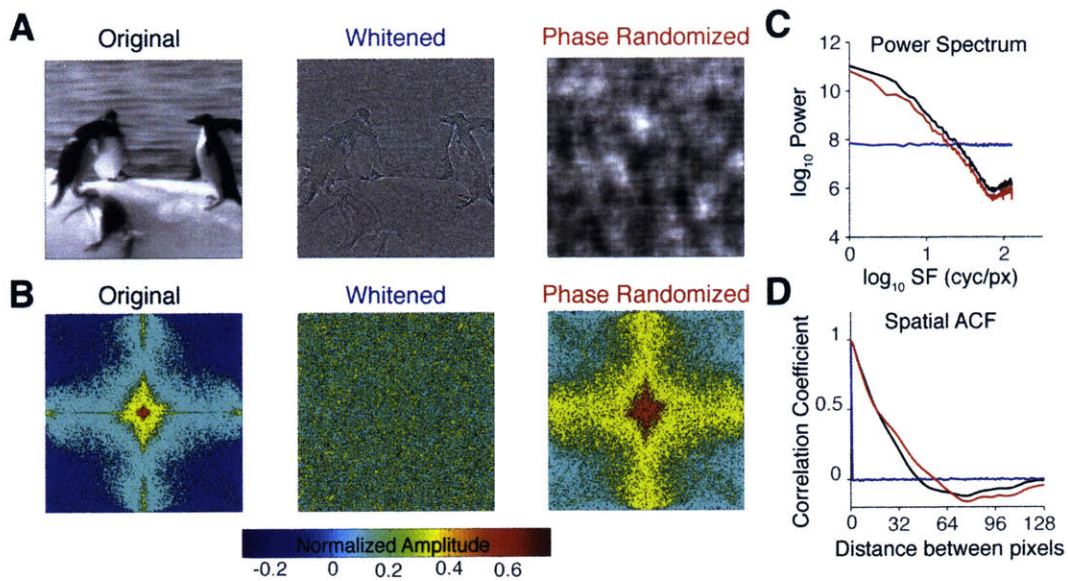 A
Original
Whitened
Phase Randomized
B
Original
Whitened
Phase Randomized
Normalized Amplitude
-0.2 0 0.2 0.4 0.6
C
Power Spectrum
12
10
8
6
4
log10 Power
0 1 2
log10 SF (cyc/px)
D
Spatial ACF
1
0.5
0
Correlation Coefficient
0 32 64 96 128
Distance between pixels